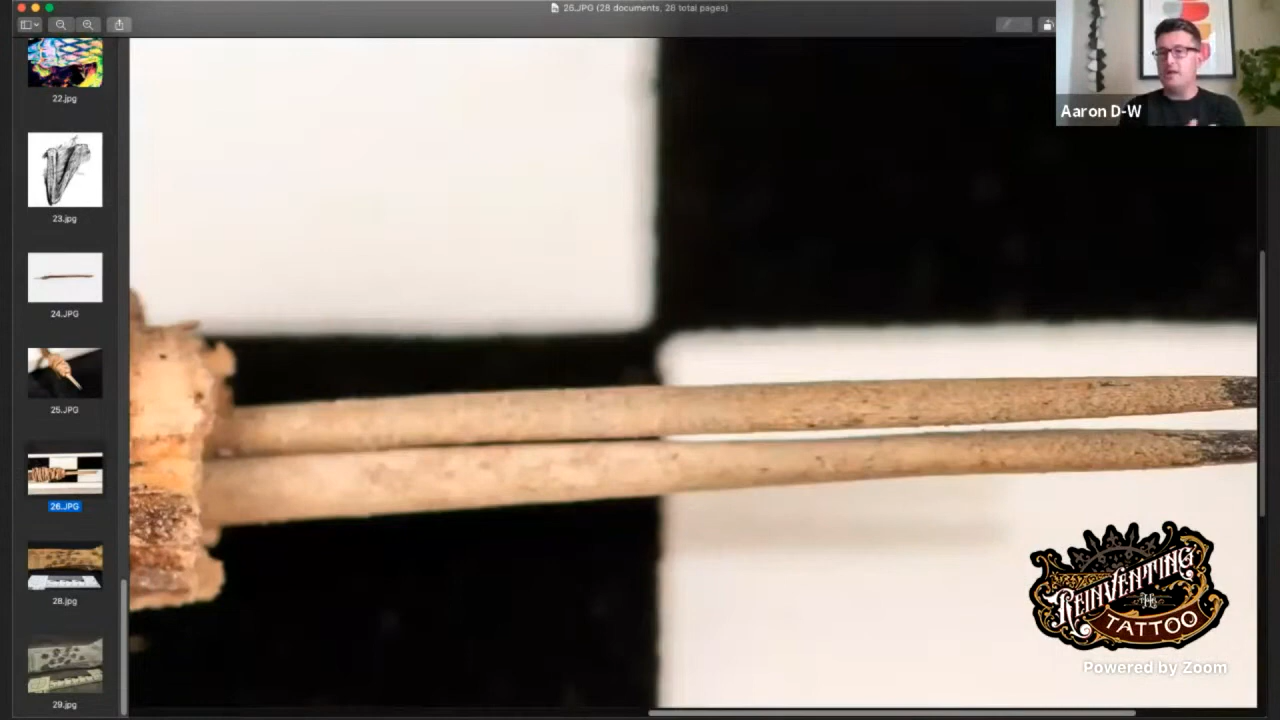 26.JPG (28 documents, 28 total pages)
22.jpg
23.jpg
24.JPG
25.JPG
26.JPG
28.jpg
29.jpg
Aaron D-W
REINVENTING
THE
TATTOO
Powered by Zoom